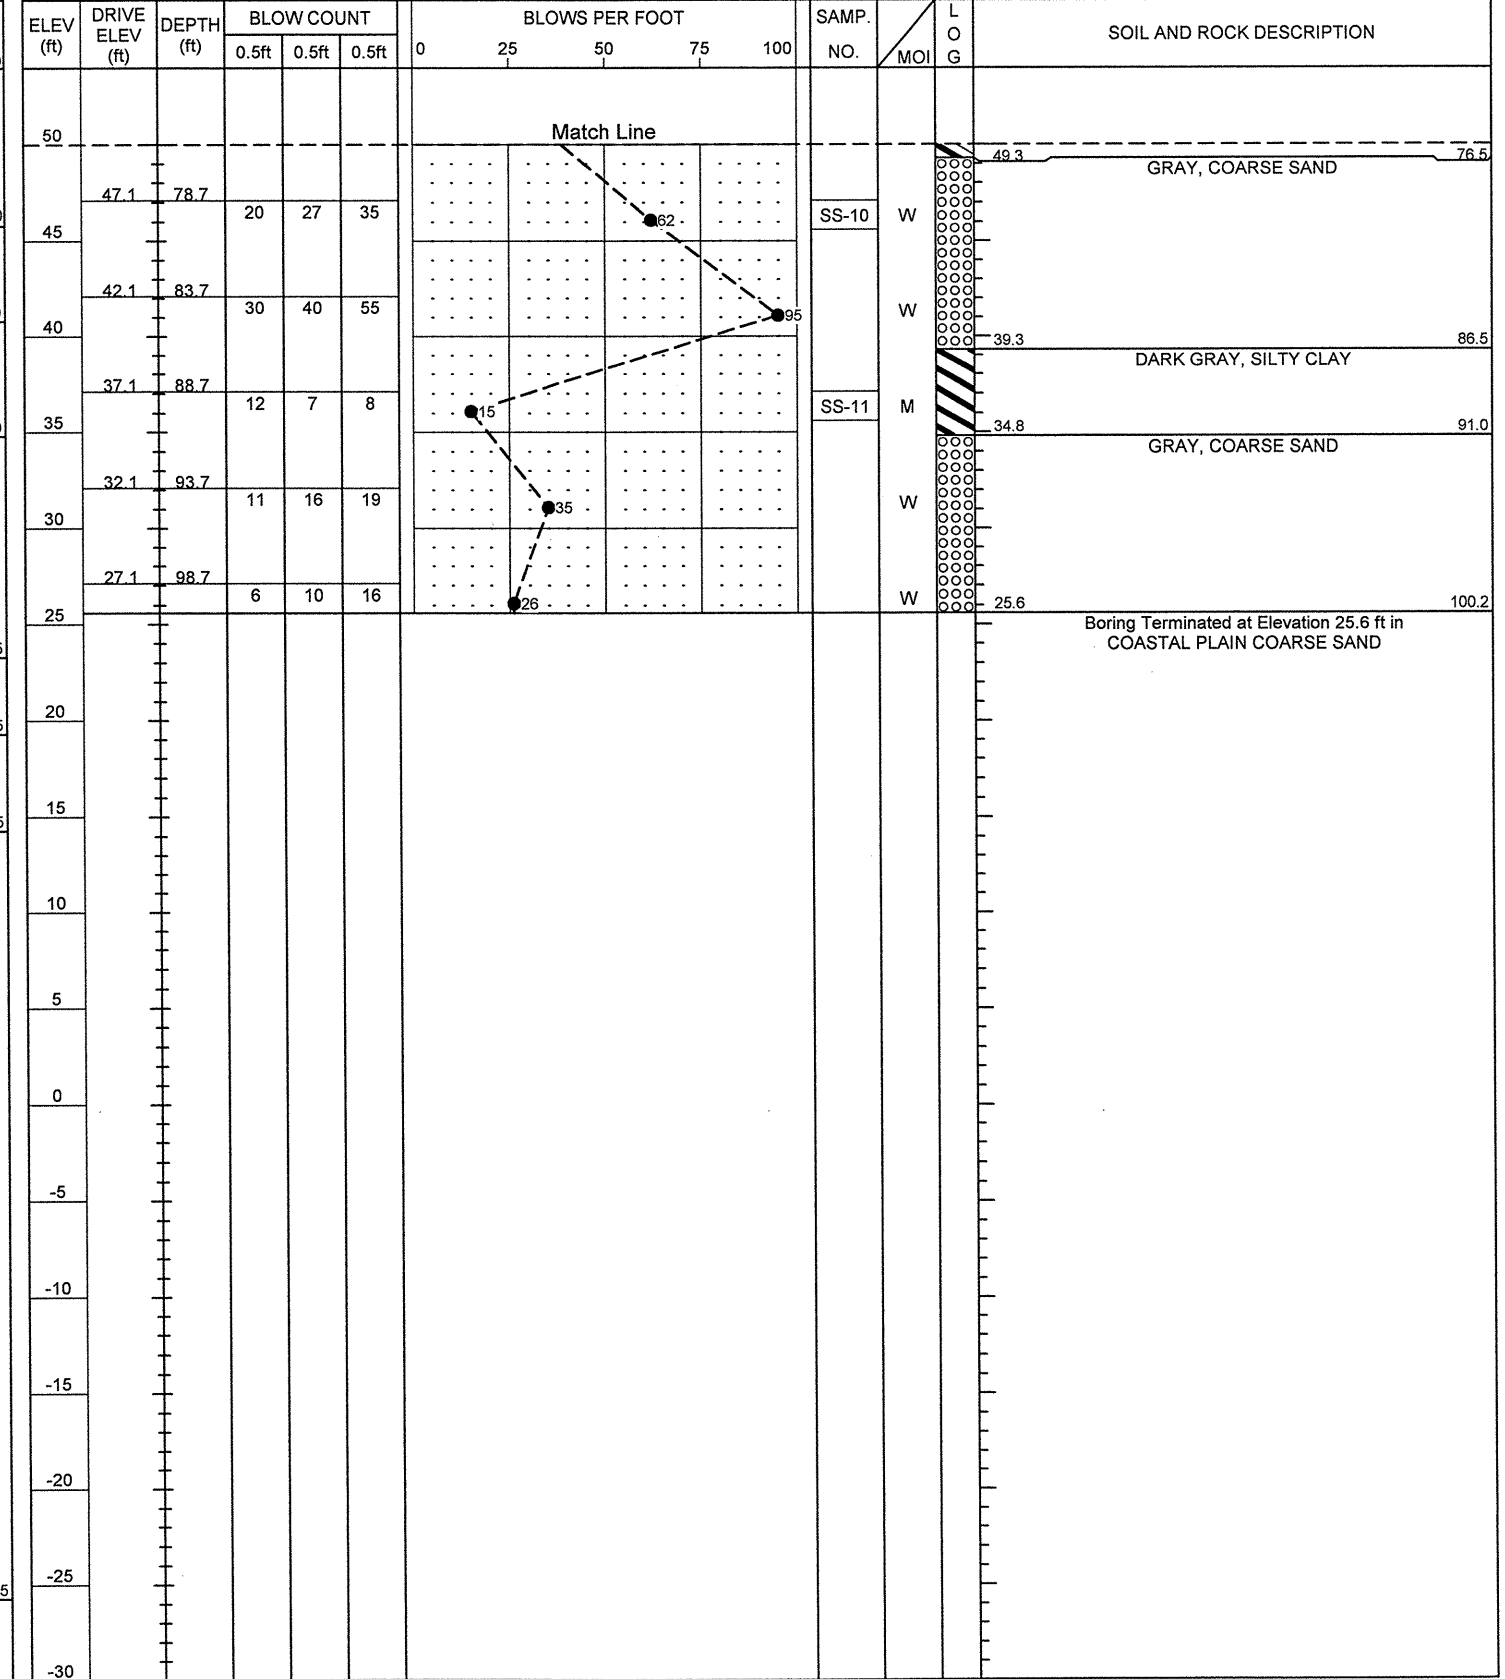 ELEV (ft) DRIVE ELEV (ft) DEPTH (ft) BLOW COUNT BLOWS PER FOOT SAMP. NO. MOI L O G SOIL AND ROCK DESCRIPTION
0.5ft 0.5ft 0.5ft 0 25 50 75 100
Match Line
50
49.3 76.5
GRAY, COARSE SAND
47.1 78.7
20 27 35 62 SS-10 W
45
42.1 83.7
30 40 55 95 W
40 39.3 86.5
DARK GRAY, SILTY CLAY
37.1 88.7
12 7 8 15 SS-11 M
35 34.8 91.0
GRAY, COARSE SAND
32.1 93.7
11 16 19 35 W
30
27.1 98.7
6 10 16 26 W
25.6 100.2
25
Boring Terminated at Elevation 25.6 ft in
COASTAL PLAIN COARSE SAND
20
15
10
5
0
-5
-10
-15
-20
-25
-30